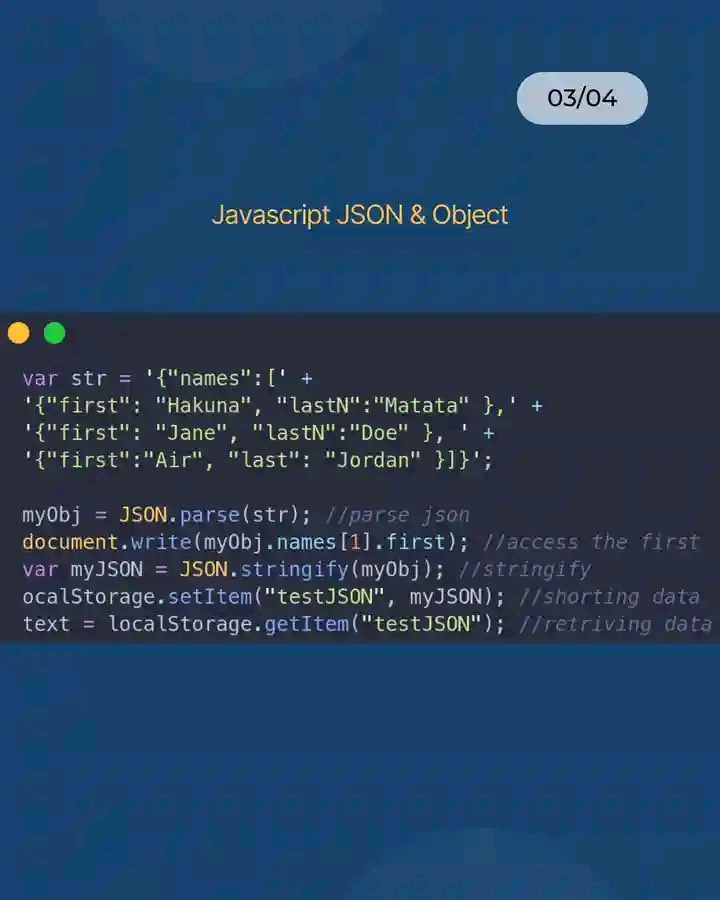 03/04
Javascript JSON & Object
var str = '{"names":[' +
'{"first": "Hakuna", "lastN":"Matata" },' +
'{"first": "Jane", "lastN":"Doe" }, ' +
'{"first":"Air", "last": "Jordan" }]}';
myObj = JSON.parse(str); //parse json
document.write(myObj.names[1].first); //access the first
var myJSON = JSON.stringify(myObj); //stringify
ocalStorage.setItem("testJSON", myJSON); //shorting data
text = localStorage.getItem("testJSON"); //retriving data